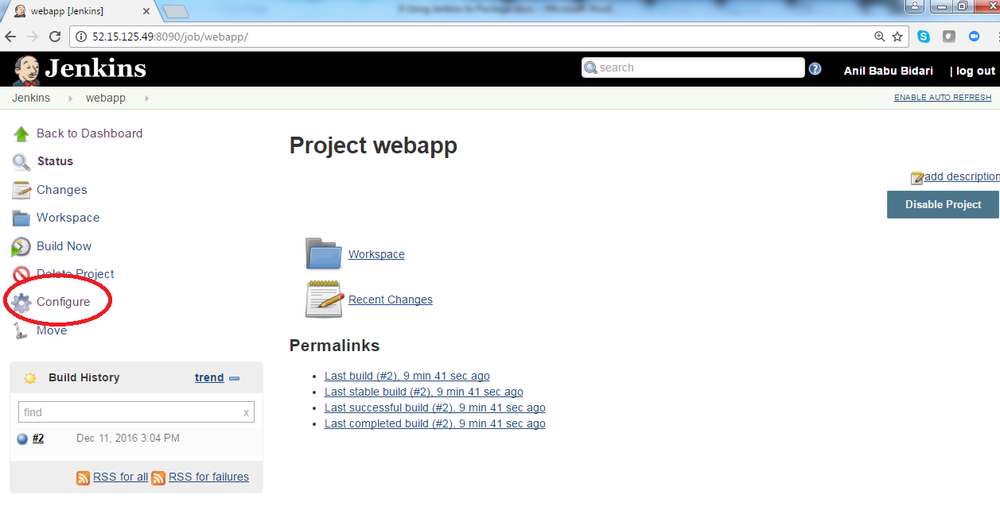 webapp [Jenkins]
52.15.125.49:8090/job/webapp/
Jenkins
search
Anil Babu Bidari
| log out
Jenkins
webapp
ENABLE AUTO REFRESH
Back to Dashboard
Status
Changes
Workspace
Build Now
Delete Project
Configure
Move
Project webapp
add description
Disable Project
Workspace
Recent Changes
Permalinks
Last build (#2), 9 min 41 sec ago
Last stable build (#2), 9 min 41 sec ago
Last successful build (#2), 9 min 41 sec ago
Last completed build (#2), 9 min 41 sec ago
Build History
trend
find
x
#2
Dec 11, 2016 3:04 PM
RSS for all
RSS for failures